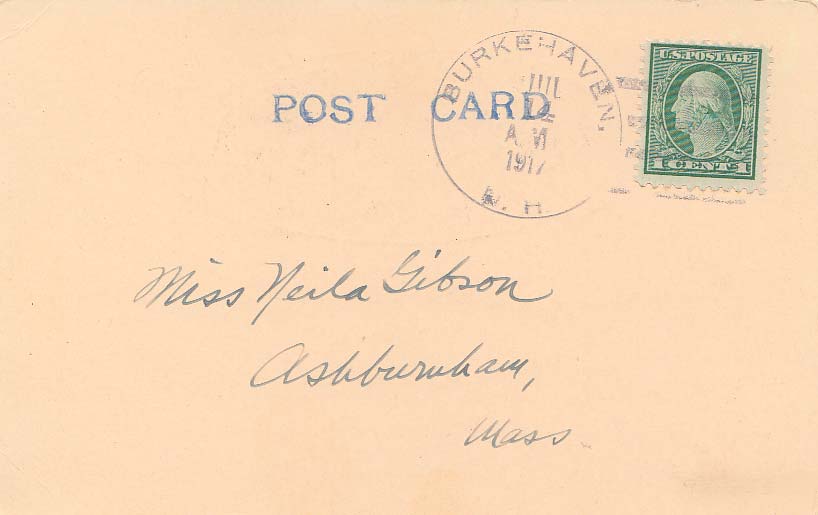 BURKEHAVEN,
JUL
A.M
1917
N. H.
POST CARD
U.S. POSTAGE
1 CENT 1
Miss Neila Gibson
Ashburnham,
Mass